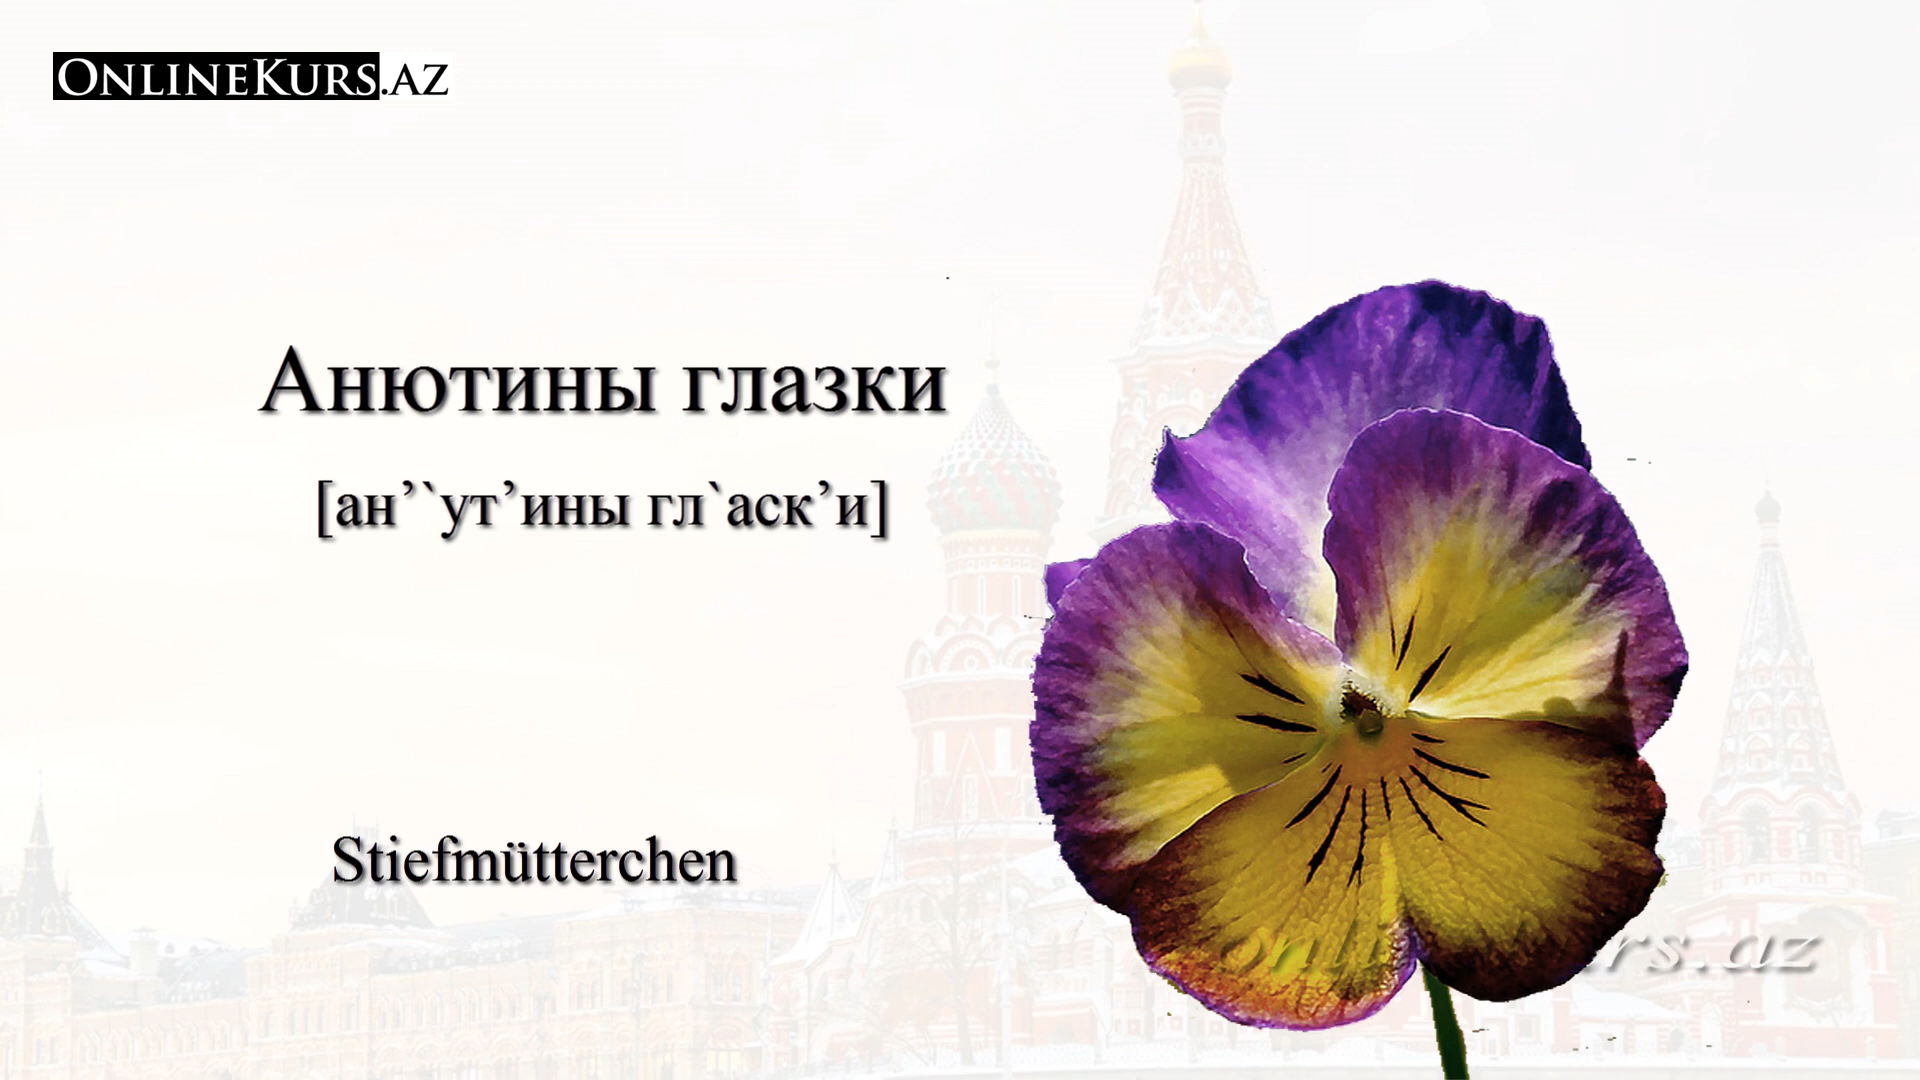 ONLINEKURS.AZ
Анютины глазки
[ан’`ут’ины гл`аск’и]
Stiefmütterchen